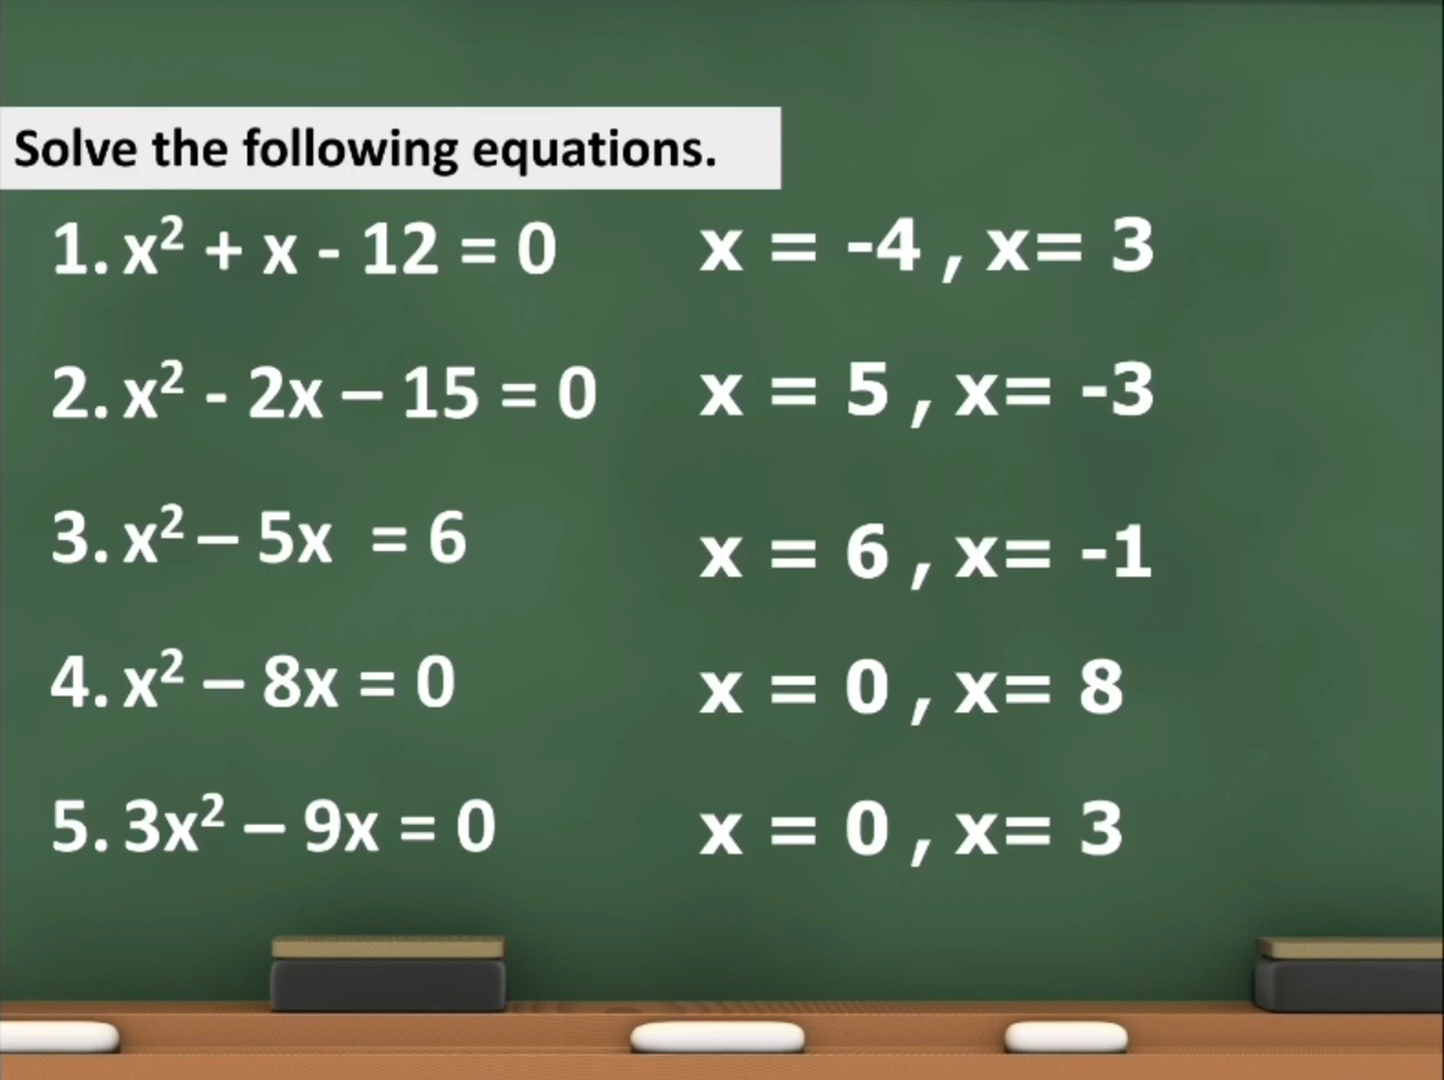 Solve the following equations.
1. x² + x - 12 = 0 x = -4 , x= 3
2. x² - 2x – 15 = 0 x = 5 , x= -3
3. x² – 5x = 6 x = 6 , x= -1
4. x² – 8x = 0 x = 0 , x= 8
5. 3x² – 9x = 0 x = 0 , x= 3